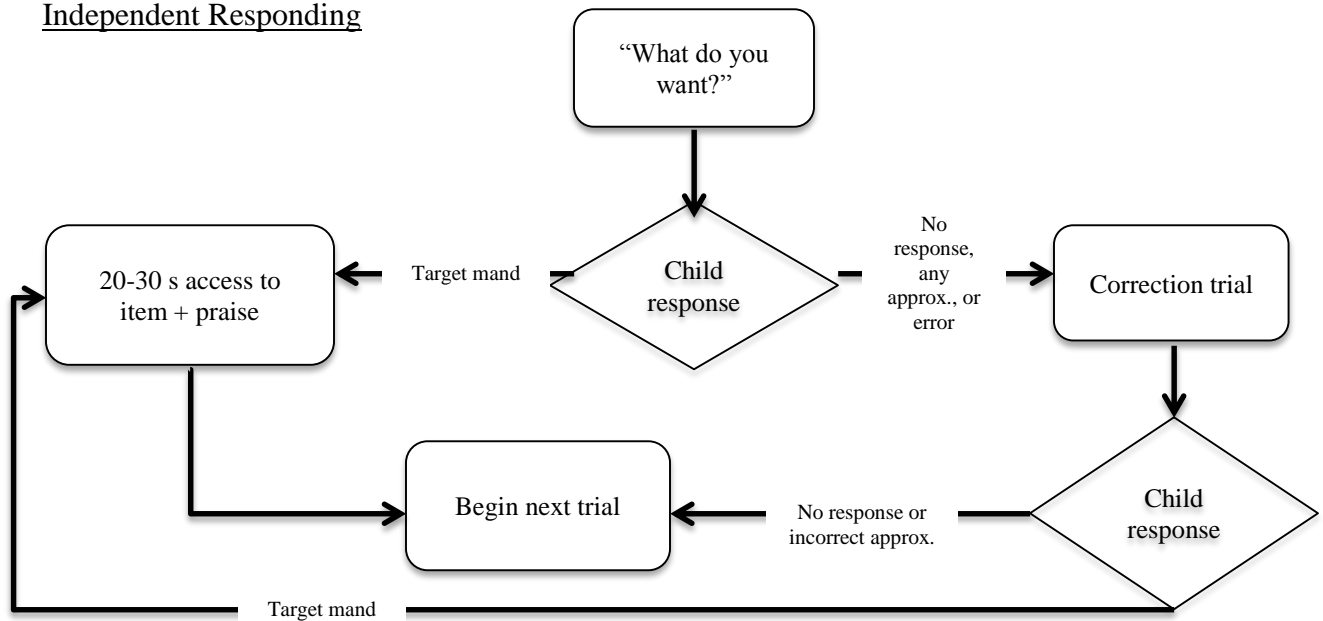 Independent Responding
“What do you
want?”
Child
response
Target mand
20-30 s access to
item + praise
No
response,
any
approx., or
error
Correction trial
Child
response
No response or
incorrect approx.
Begin next trial
Target mand